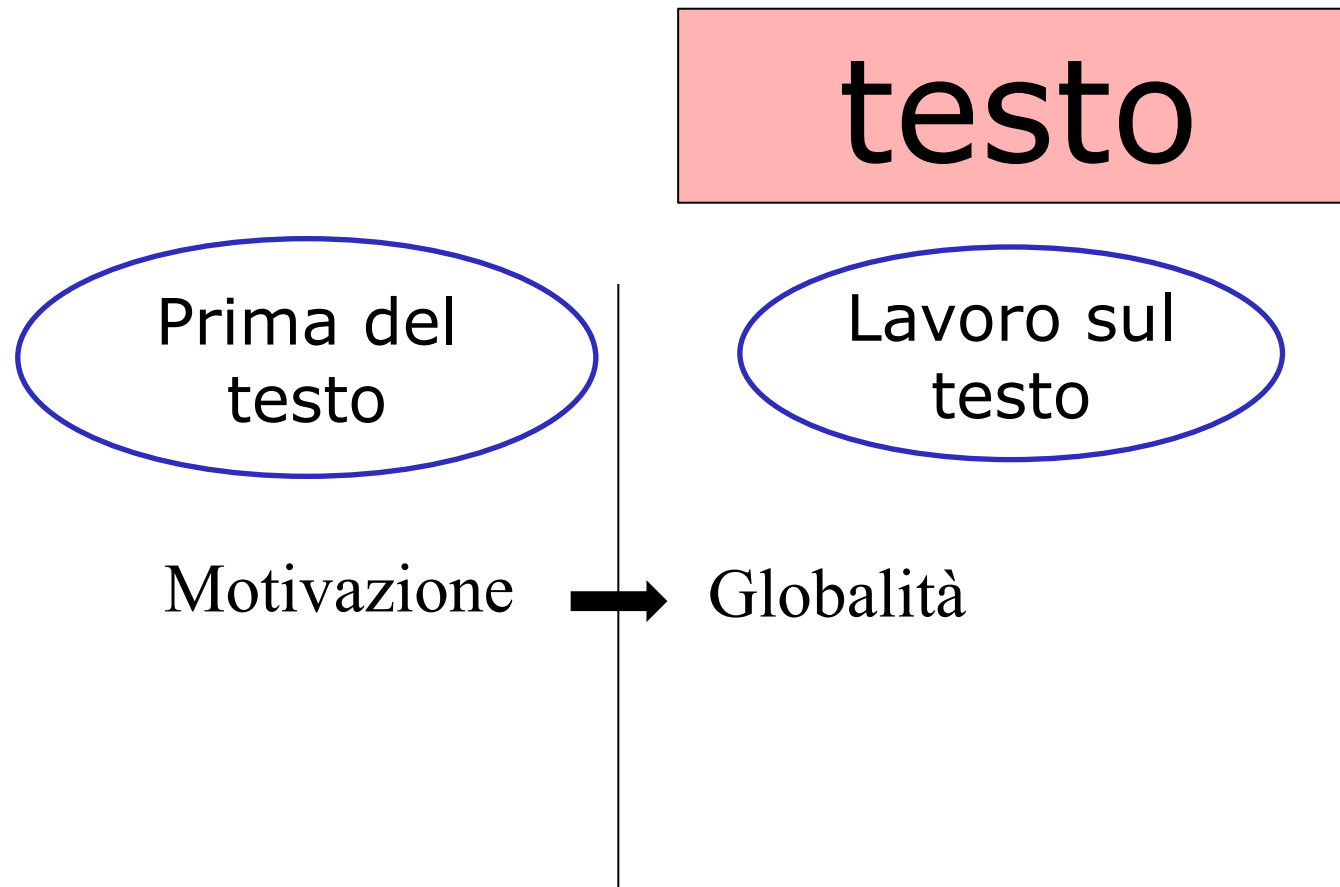 testo
Prima del
testo
Lavoro sul
testo
Motivazione
Globalità